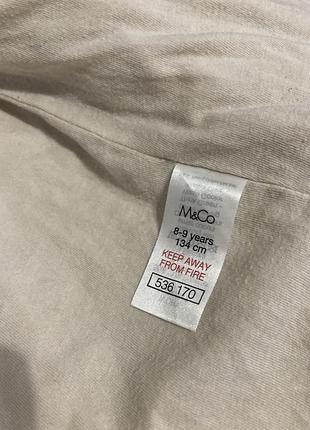 M&Co
8-9 years
134 cm
KEEP AWAY
FROM FIRE
536 170